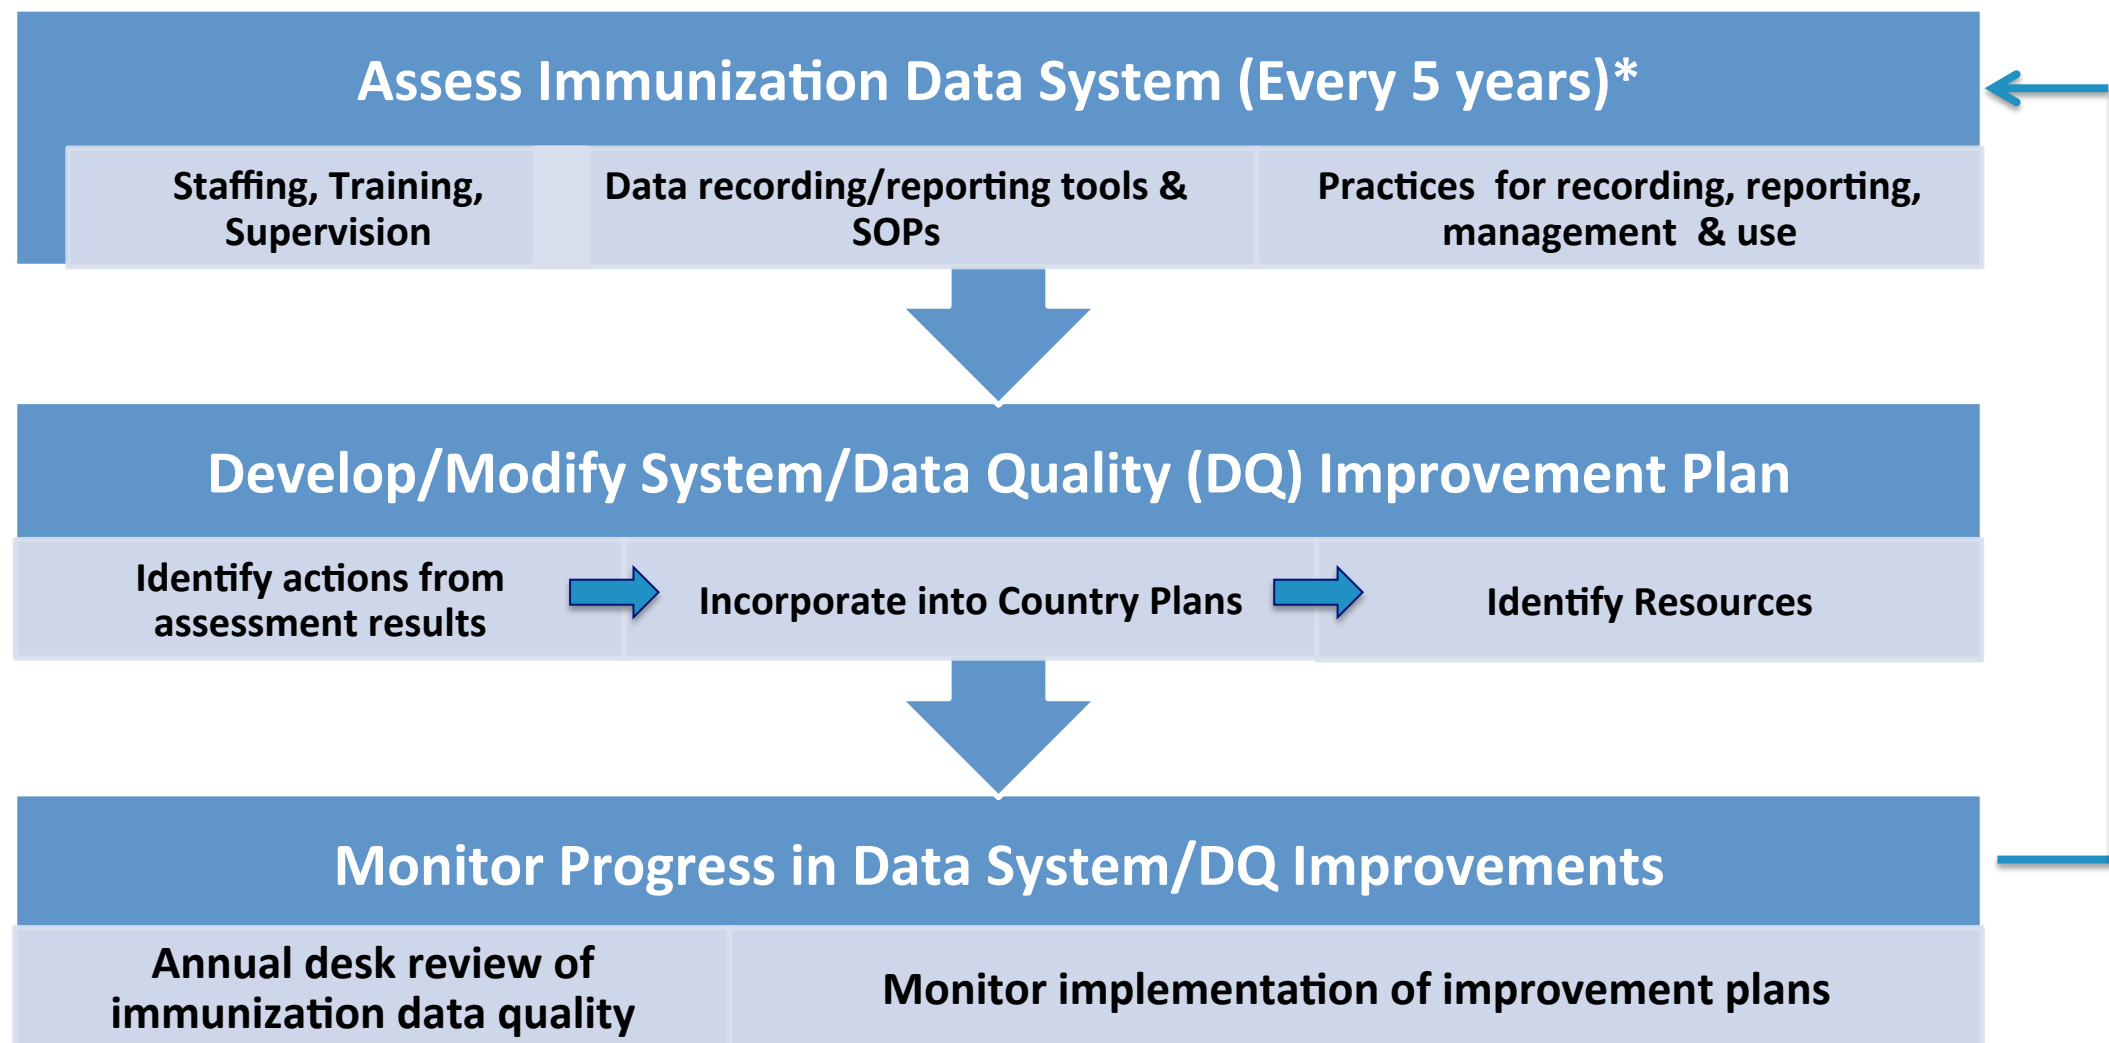 Assess Immunization Data System (Every 5 years)*
Staffing, Training,
Supervision
Data recording/reporting tools &
SOPs
Practices for recording, reporting,
management & use
Develop/Modify System/Data Quality (DQ) Improvement Plan
Identify actions from
assessment results
Incorporate into Country Plans
Identify Resources
Monitor Progress in Data System/DQ Improvements
Annual desk review of
immunization data quality
Monitor implementation of improvement plans